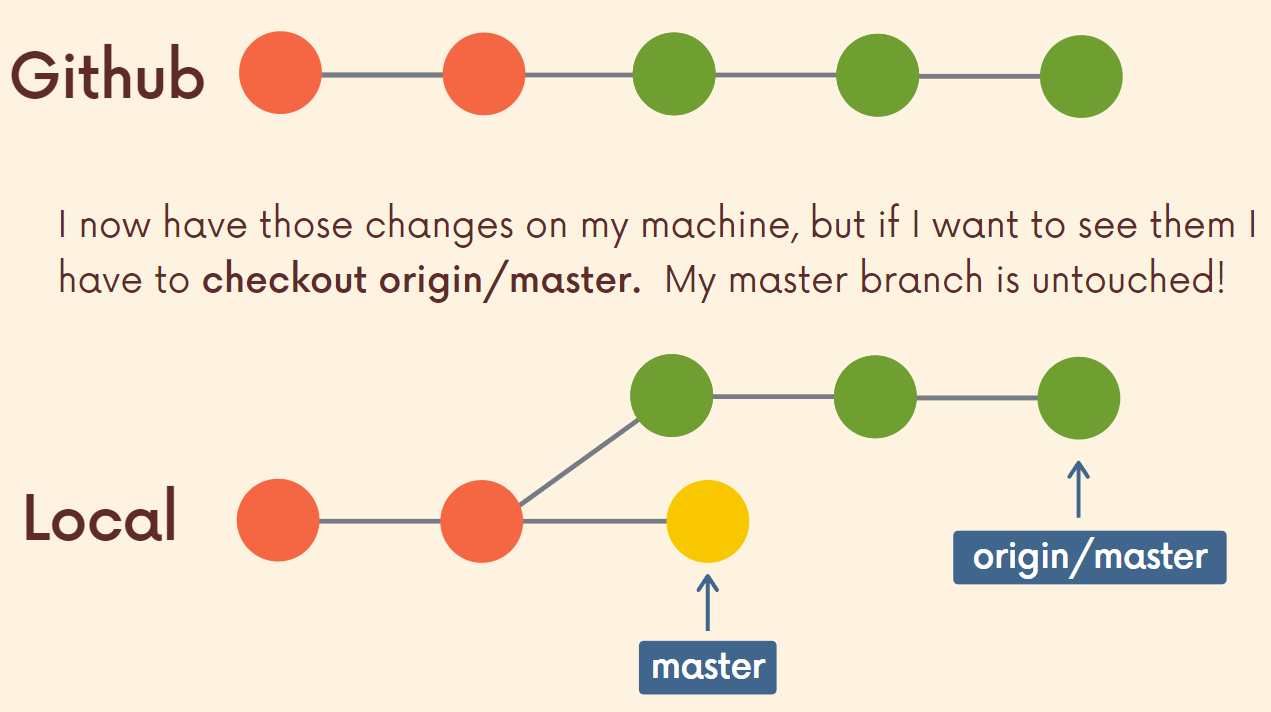 Github
I now have those changes on my machine, but if I want to see them I
have to checkout origin/master. My master branch is untouched!
Local
origin/master
master